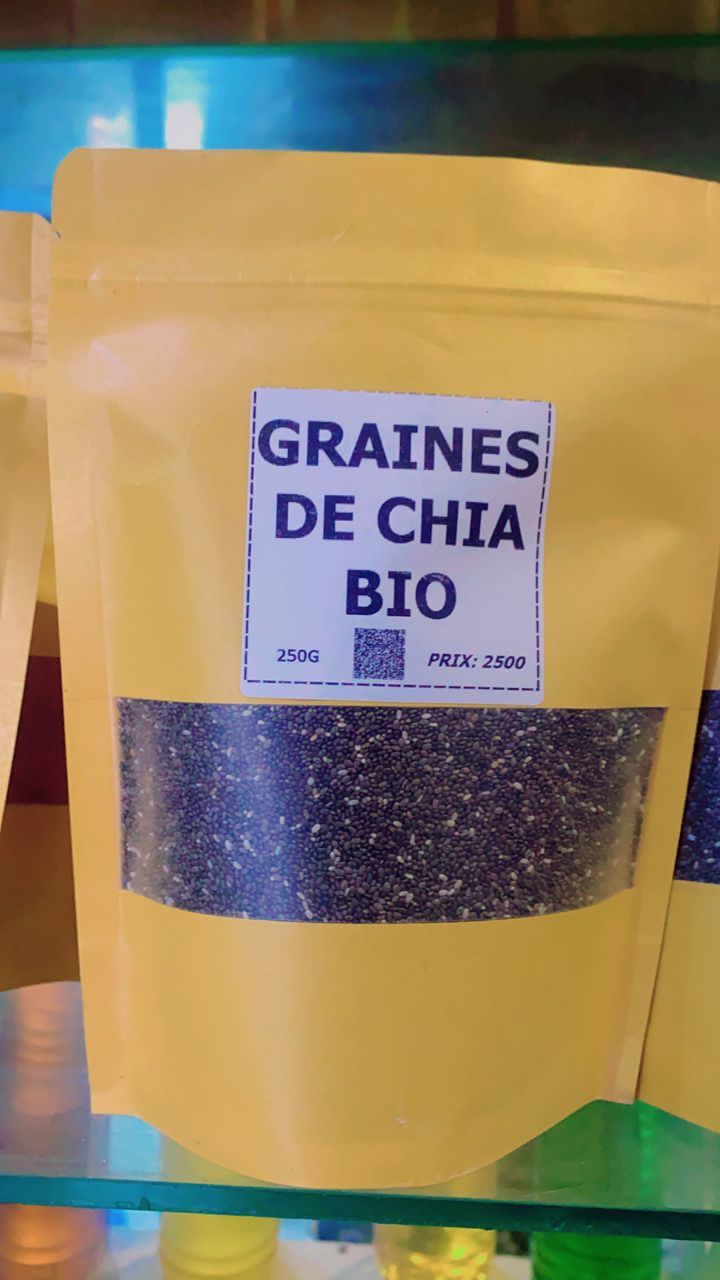 GRAINES
DE CHIA
BIO
250G PRIX: 2500